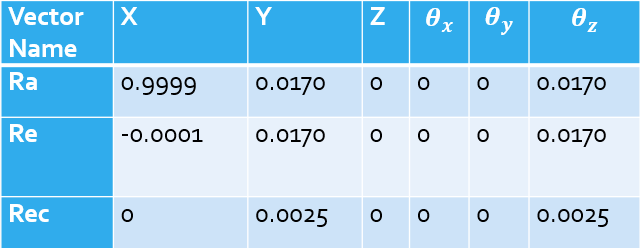 Vector Name X Y Z θx θy θz
Ra 0.9999 0.0170 0 0 0 0.0170
Re -0.0001 0.0170 0 0 0 0.0170
Rec 0 0.0025 0 0 0 0.0025